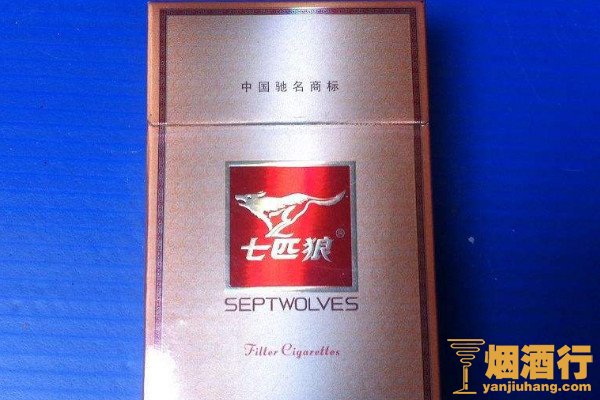 中国驰名商标
七匹狼®
SEPTWOLVES
Filter Cigarettes
烟酒行
yanjiuhang.com